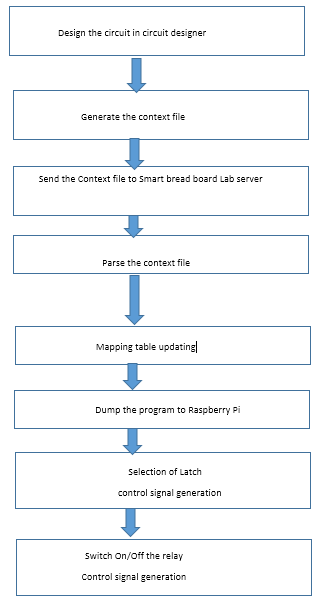 Design the circuit in circuit designer
Generate the context file
Send the Context file to Smart bread board Lab server
Parse the context file
Mapping table updating
Dump the program to Raspberry Pi
Selection of Latch
control signal generation
Switch On/Off the relay
Control signal generation